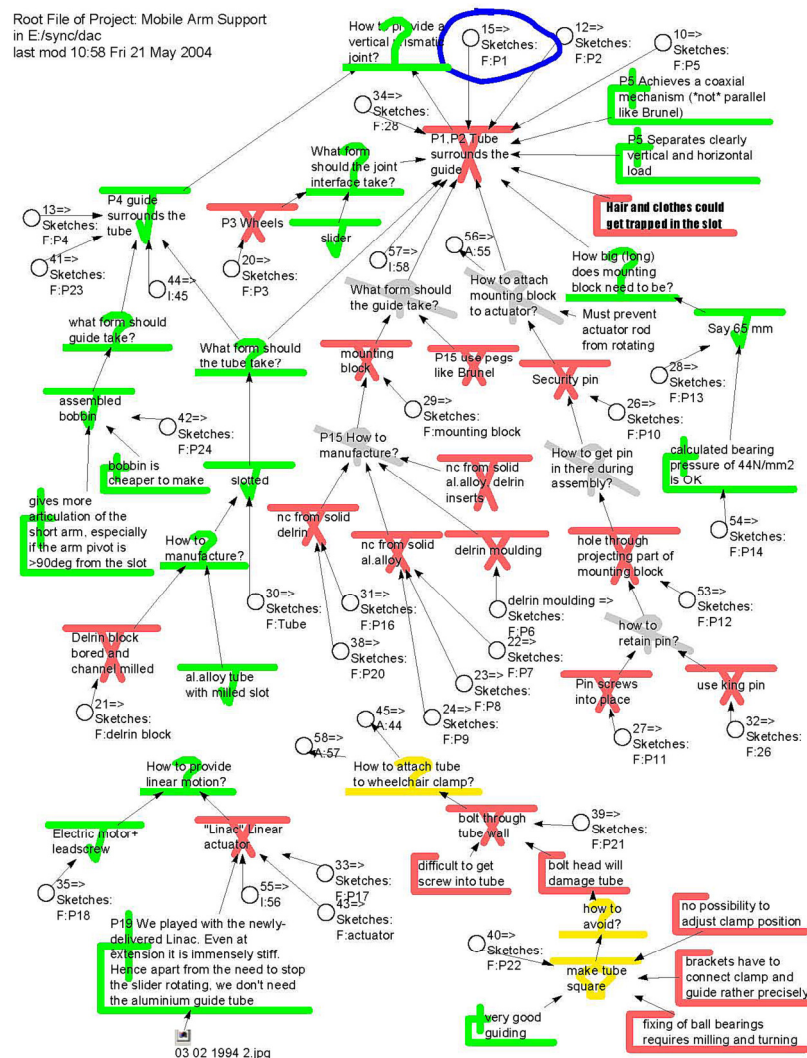 Root File of Project: Mobile Arm Support
in E:/sync/dac
last mod 10:58 Fri 21 May 2004
How to provide a
vertical prismatic
joint?
15=>
Sketches:
F:P1
12=>
Sketches:
F:P2
10=>
Sketches:
F:P5
34=>
Sketches:
F:28
P5 Achieves a coaxial
mechanism (*not* parallel
like Brunel)
P1,P2 Tube
surrounds the
guide
P5 Separates clearly
vertical and horizontal
load
What form
should the joint
interface take?
Hair and clothes could
get trapped in the slot
P4 guide
surrounds the
tube
13=>
Sketches:
F:P4
41=>
Sketches:
F:P23
44=>
I:45
P3 Wheels
20=>
Sketches:
F:P3
slider
57=>
I:58
56=>
A:55
What form should
the guide take?
How to attach
mounting block
to actuator?
How big (long)
does mounting
block need to be?
Must prevent
actuator rod
from rotating
what form should
guide take?
What form should
the tube take?
mounting
block
P15 use pegs
like Brunel
Security pin
Say 65 mm
28=>
Sketches:
F:P13
29=>
Sketches:
F:mounting block
26=>
Sketches:
F:P10
assembled
bobbin
42=>
Sketches:
F:P24
bobbin is
cheaper to make
P15 How to
manufacture?
How to get pin
in there during
assembly?
calculated bearing
pressure of 44N/mm2
is OK
slotted
nc from solid
al.alloy, delrin
inserts
gives more
articulation of the
short arm, especially
if the arm pivot is
>90deg from the slot
How to
manufacture?
nc from solid
delrin
nc from solid
al.alloy
delrin moulding
hole through
projecting part of
mounting block
54=>
Sketches:
F:P14
30=>
Sketches:
F:Tube
31=>
Sketches:
F:P16
delrin moulding =>
Sketches:
F:P6
53=>
Sketches:
F:P12
Delrin block
bored and
channel milled
38=>
Sketches:
F:P20
22=>
Sketches:
F:P7
how to
retain pin?
al.alloy tube
with milled slot
23=>
Sketches:
F:P8
Pin screws
into place
use king pin
21=>
Sketches:
F:delrin block
24=>
Sketches:
F:P9
27=>
Sketches:
F:P11
32=>
Sketches:
F:26
45=>
A:44
58=>
A:57
How to provide
linear motion?
How to attach tube
to wheelchair clamp?
Electric motor+
leadscrew
"Linac" Linear
actuator
bolt through
tube wall
39=>
Sketches:
F:P21
35=>
Sketches:
F:P18
33=>
Sketches:
F:P17
55=>
I:56
43=>
Sketches:
F:actuator
difficult to get
screw into tube
bolt head will
damage tube
P19 We played with the newly-
delivered Linac. Even at
extension it is immensely stiff.
Hence apart from the need to stop
the slider rotating, we don't need
the aluminium guide tube
how to
avoid?
no possibility to
adjust clamp position
40=>
Sketches:
F:P22
make tube
square
brackets have to
connect clamp and
guide rather precisely
very good
guiding
fixing of ball bearings
requires milling and turning
03 02 1994 2.jpg